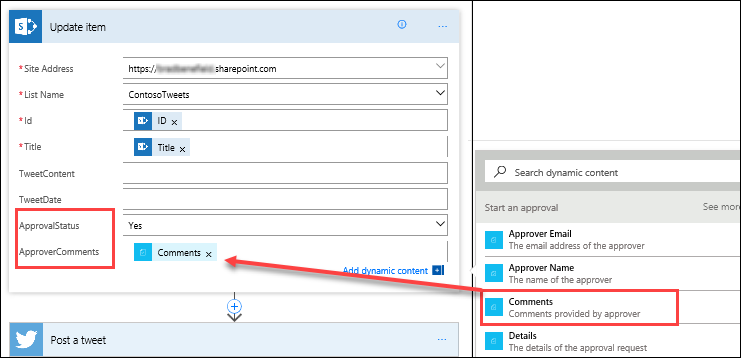 Update item
* Site Address https:// .sharepoint.com
* List Name ContosoTweets
* Id ID x
* Title Title x
TweetContent
TweetDate
ApprovalStatus Yes
ApproverComments Comments x
Add dynamic content
Post a tweet
Search dynamic content
Start an approval See more
Approver Email
The email address of the approver
Approver Name
The name of the approver
Comments
Comments provided by approver
Details
The details of the approval request